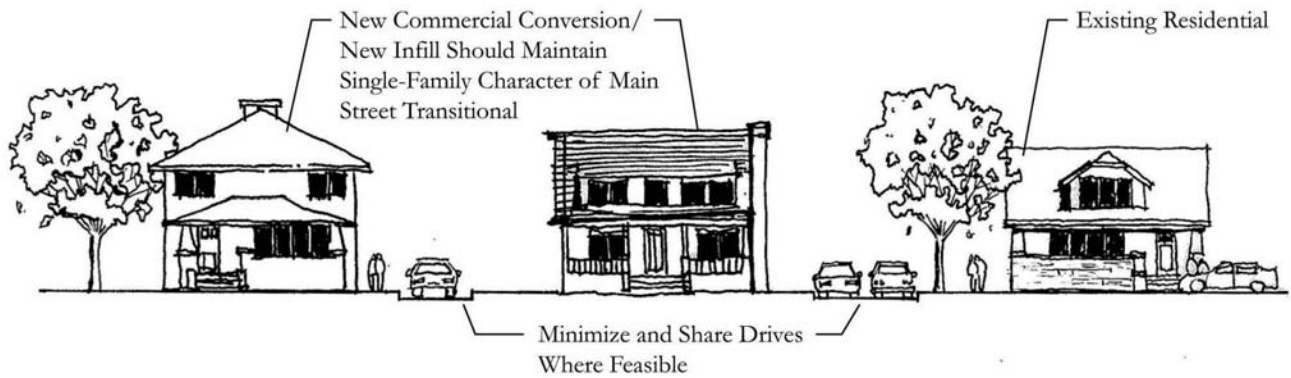 New Commercial Conversion/
New Infill Should Maintain
Single-Family Character of Main
Street Transitional
Existing Residential
Minimize and Share Drives
Where Feasible